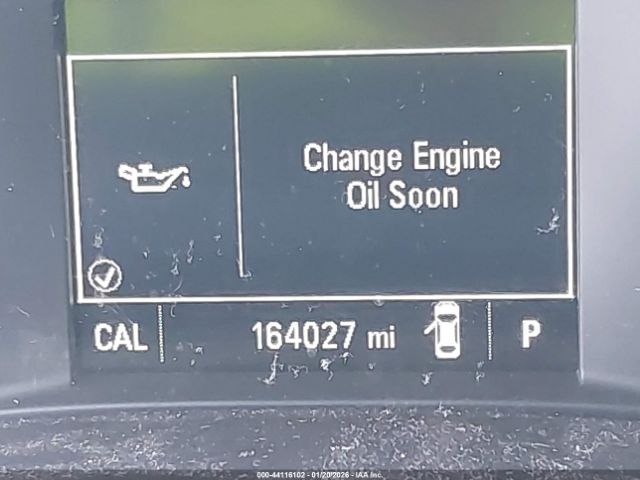 Change Engine
Oil Soon
CAL 164027 mi P
000-44116102 - 01/20/2026 - IAA Inc.